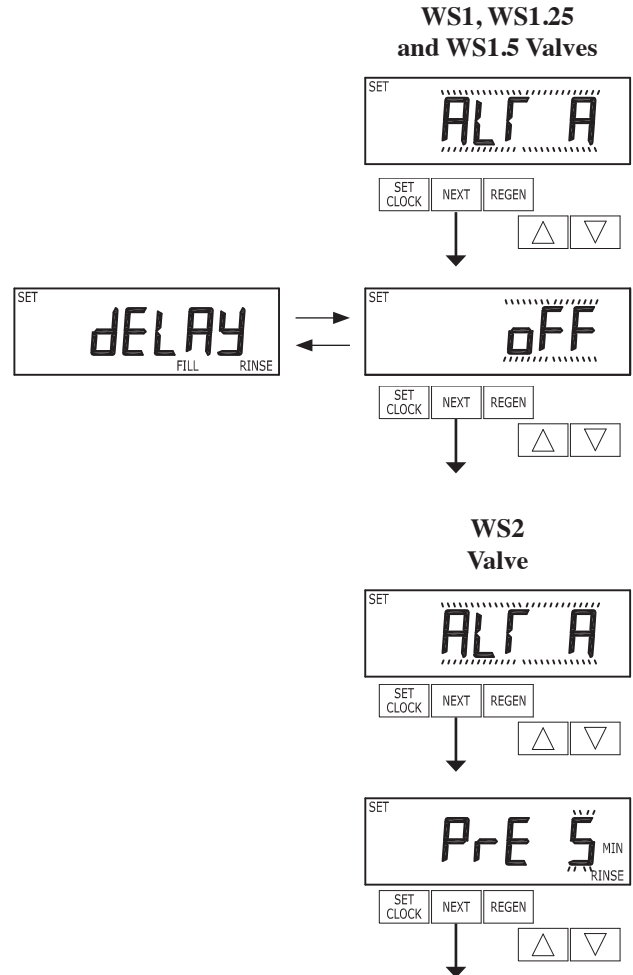 WS1, WS1.25
and WS1.5 Valves
SET
ALT A
SET CLOCK NEXT REGEN
SET
dELAY
FILL RINSE
SET
oFF
SET CLOCK NEXT REGEN
WS2
Valve
SET
ALT A
SET CLOCK NEXT REGEN
SET
PrE 5 MIN
RINSE
SET CLOCK NEXT REGEN